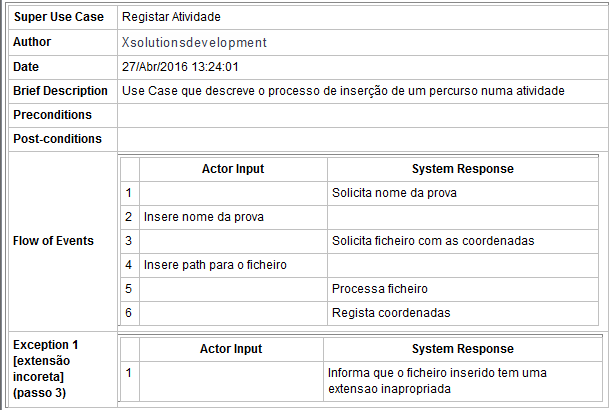 Super Use Case Registar Atividade
Author Xsolutionsdevelopment
Date 27/Abr/2016 13:24:01
Brief Description Use Case que descreve o processo de inserção de um percurso numa atividade
Preconditions
Post-conditions
Flow of Events
Actor Input System Response
1 Solicita nome da prova
2 Insere nome da prova
3 Solicita ficheiro com as coordenadas
4 Insere path para o ficheiro
5 Processa ficheiro
6 Regista coordenadas
Exception 1
[extensão
incoreta]
(passo 3)
Actor Input System Response
1 Informa que o ficheiro inserido tem uma
extensao inapropriada